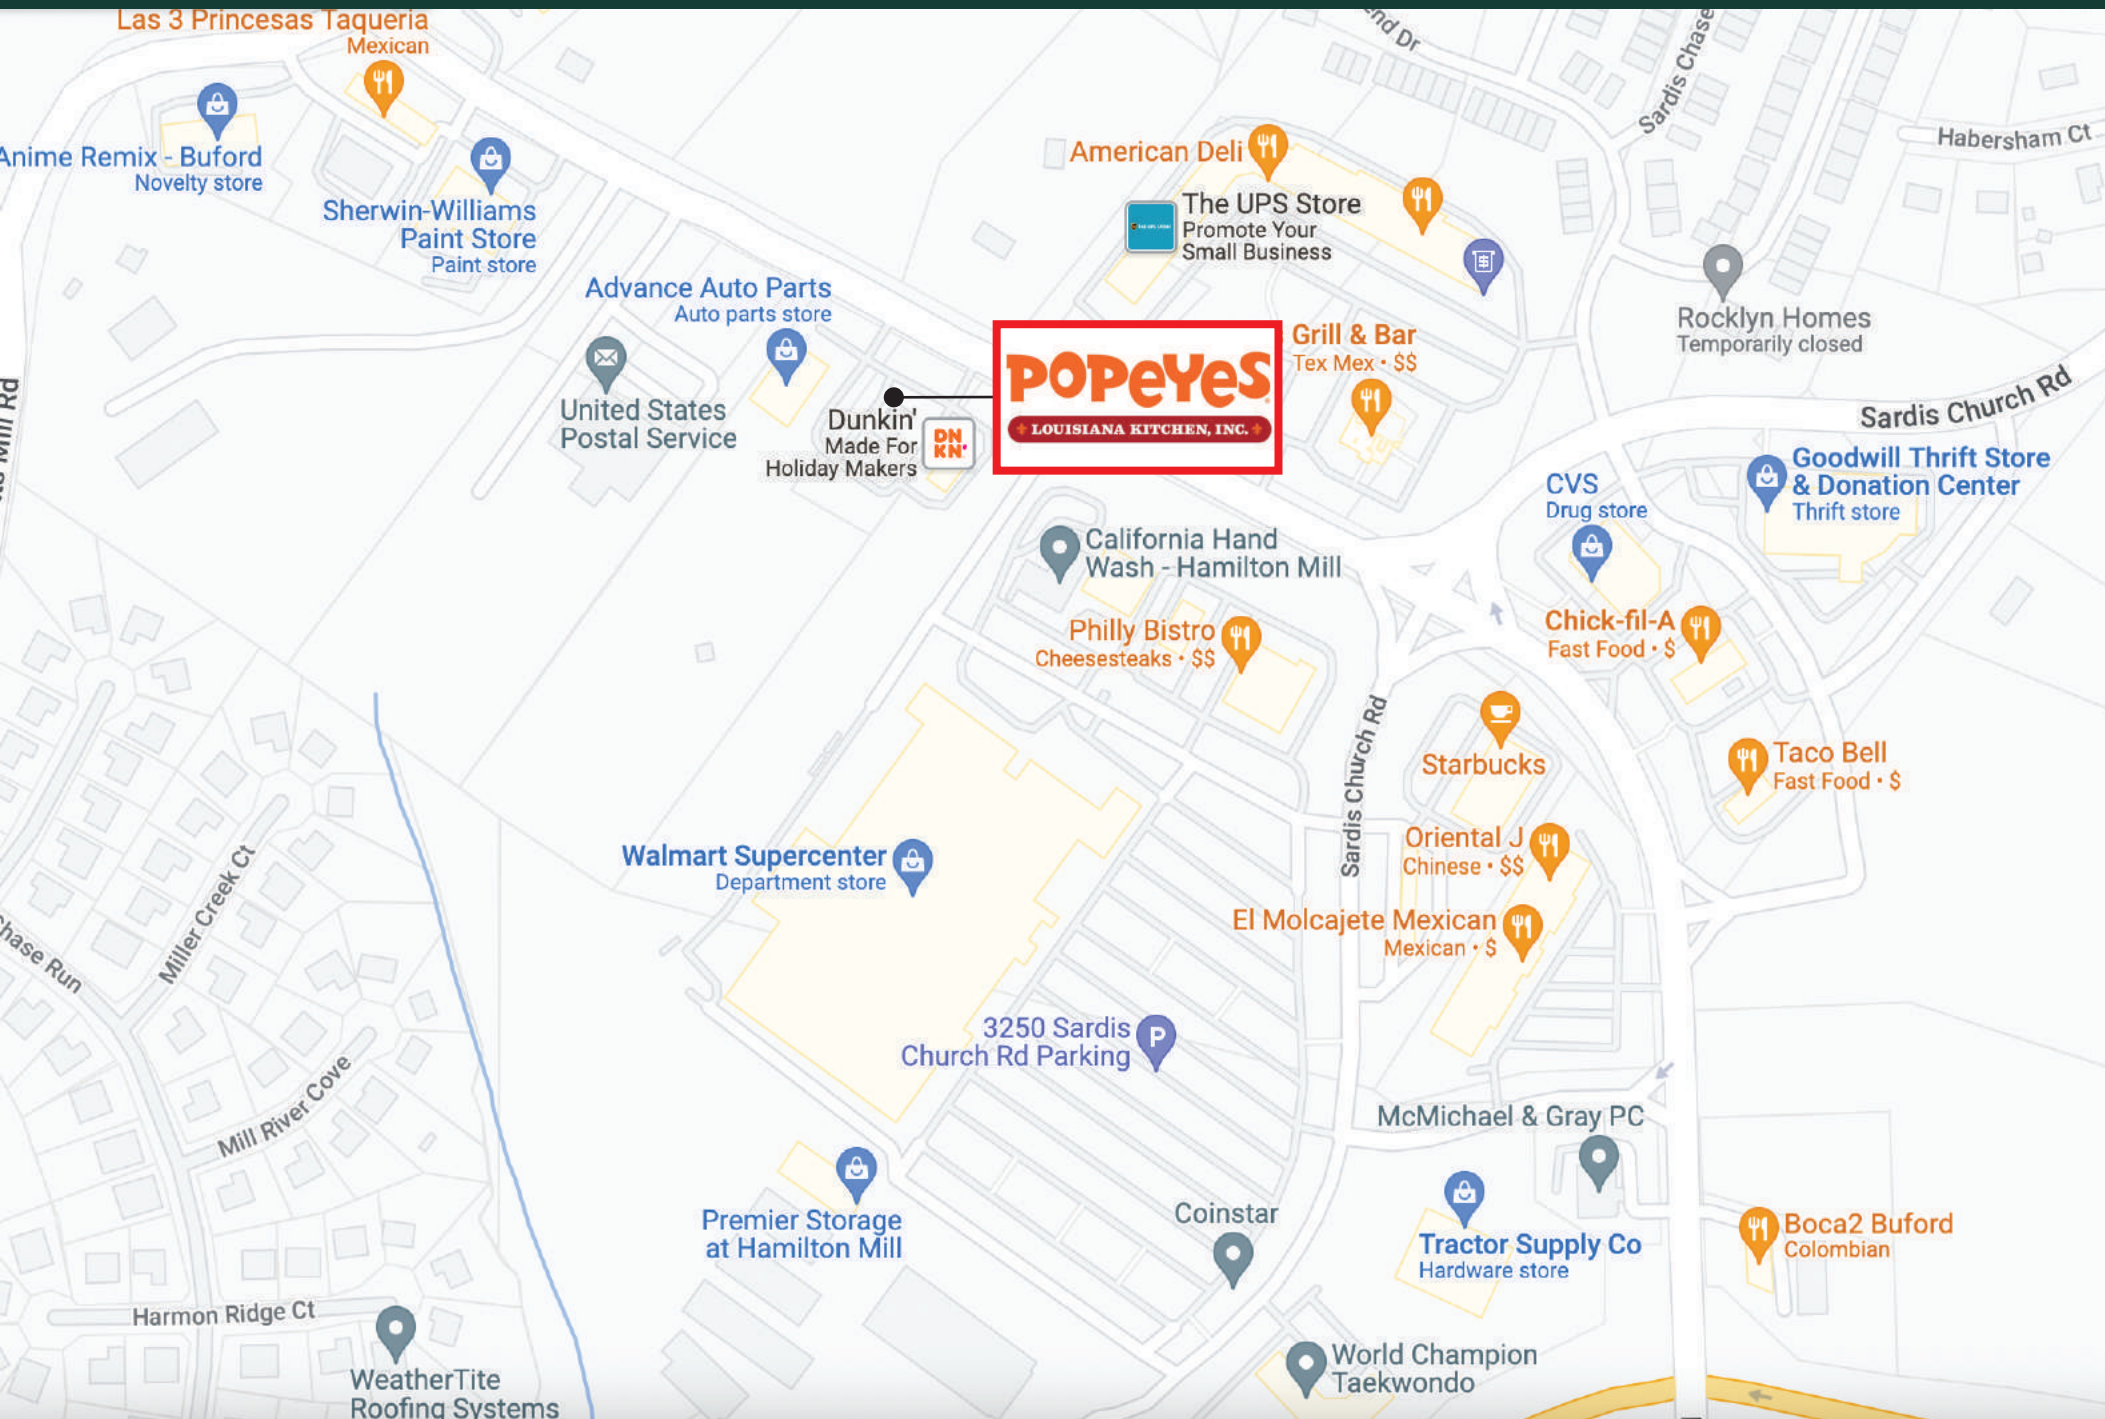 Las 3 Princesas Taqueria
Mexican
Anime Remix - Buford
Novelty store
Sherwin-Williams
Paint Store
Paint store
Advance Auto Parts
Auto parts store
United States
Postal Service
Dunkin'
Made For
Holiday Makers
DN
KN'
POPEYES
LOUISIANA KITCHEN, INC.
American Deli
The UPS Store
Promote Your
Small Business
Grill & Bar
Tex Mex • $$
Sardis Chase
Habersham Ct
Rocklyn Homes
Temporarily closed
Sardis Church Rd
Goodwill Thrift Store
& Donation Center
Thrift store
CVS
Drug store
California Hand
Wash - Hamilton Mill
Philly Bistro
Cheesesteaks • $$
Chick-fil-A
Fast Food • $
Starbucks
Taco Bell
Fast Food • $
Sardis Church Rd
Oriental J
Chinese • $$
El Molcajete Mexican
Mexican • $
Walmart Supercenter
Department store
3250 Sardis
Church Rd Parking
P
Miller Creek Ct
Chase Run
Mill River Cove
McMichael & Gray PC
Premier Storage
at Hamilton Mill
Coinstar
Tractor Supply Co
Hardware store
Boca2 Buford
Colombian
Harmon Ridge Ct
WeatherTite
Roofing Systems
World Champion
Taekwondo